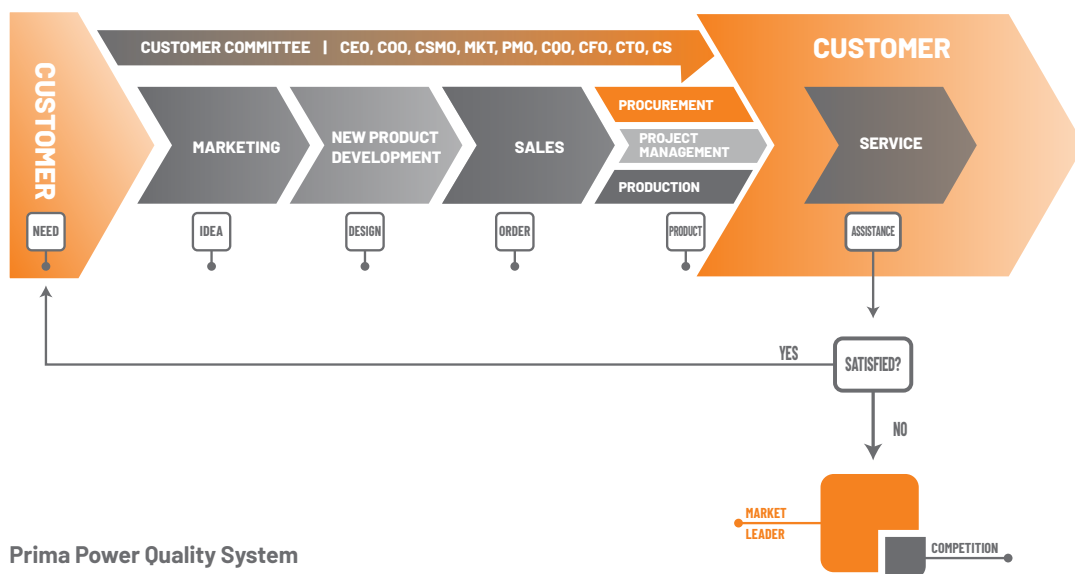 CUSTOMER COMMITTEE | CEO, COO, CSMO, MKT, PMO, CQO, CFO, CTO, CS
CUSTOMER
CUSTOMER
MARKETING
NEW PRODUCT
DEVELOPMENT
SALES
PROCUREMENT
PROJECT
MANAGEMENT
PRODUCTION
SERVICE
NEED
IDEA
DESIGN
ORDER
PRODUCT
ASSISTANCE
YES
SATISFIED?
NO
MARKET
LEADER
COMPETITION
Prima Power Quality System